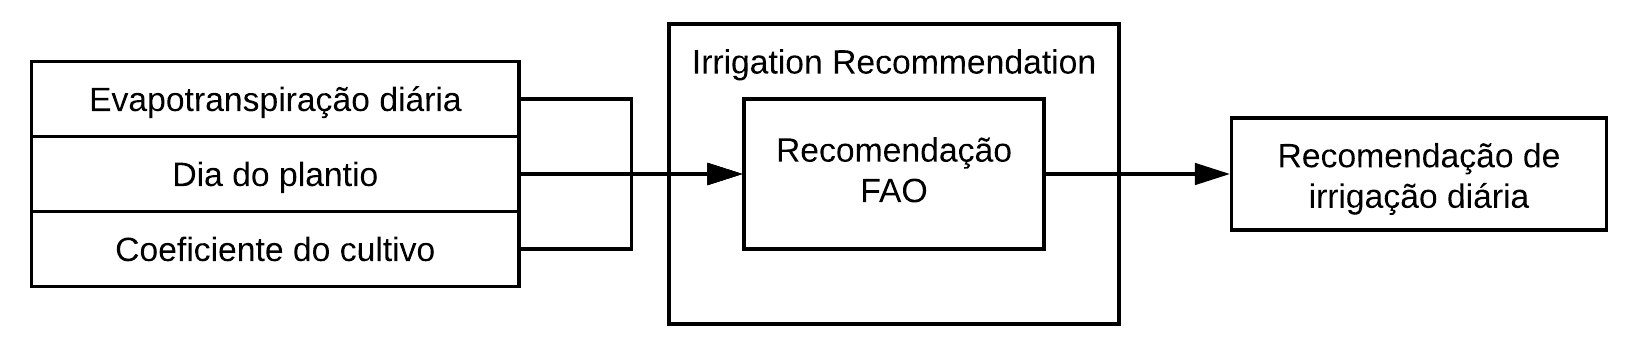 Evapotranspiração diária
Dia do plantio
Coeficiente do cultivo
Irrigation Recommendation
Recomendação
FAO
Recomendação de
irrigação diária